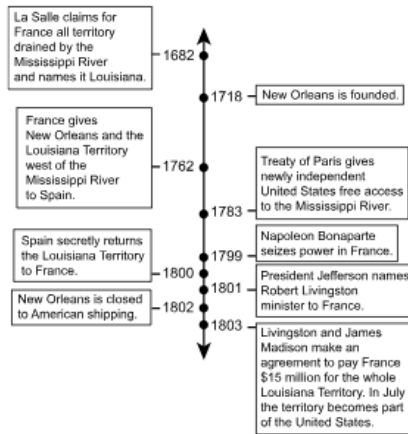 La Salle claims for
France all territory
drained by the
Mississippi River
and names it Louisiana.
1682
1718
New Orleans is founded.
France gives
New Orleans and the
Louisiana Territory
west of the
Mississippi River
to Spain.
1762
Treaty of Paris gives
newly independent
United States free access
to the Mississippi River.
1783
Napoleon Bonaparte
seizes power in France.
1799
Spain secretly returns
the Louisiana Territory
to France.
1800
1801
President Jefferson names
Robert Livingston
minister to France.
New Orleans is closed
to American shipping.
1802
1803
Livingston and James
Madison make an
agreement to pay France
$15 million for the whole
Louisiana Territory. In July
the territory becomes part
of the United States.